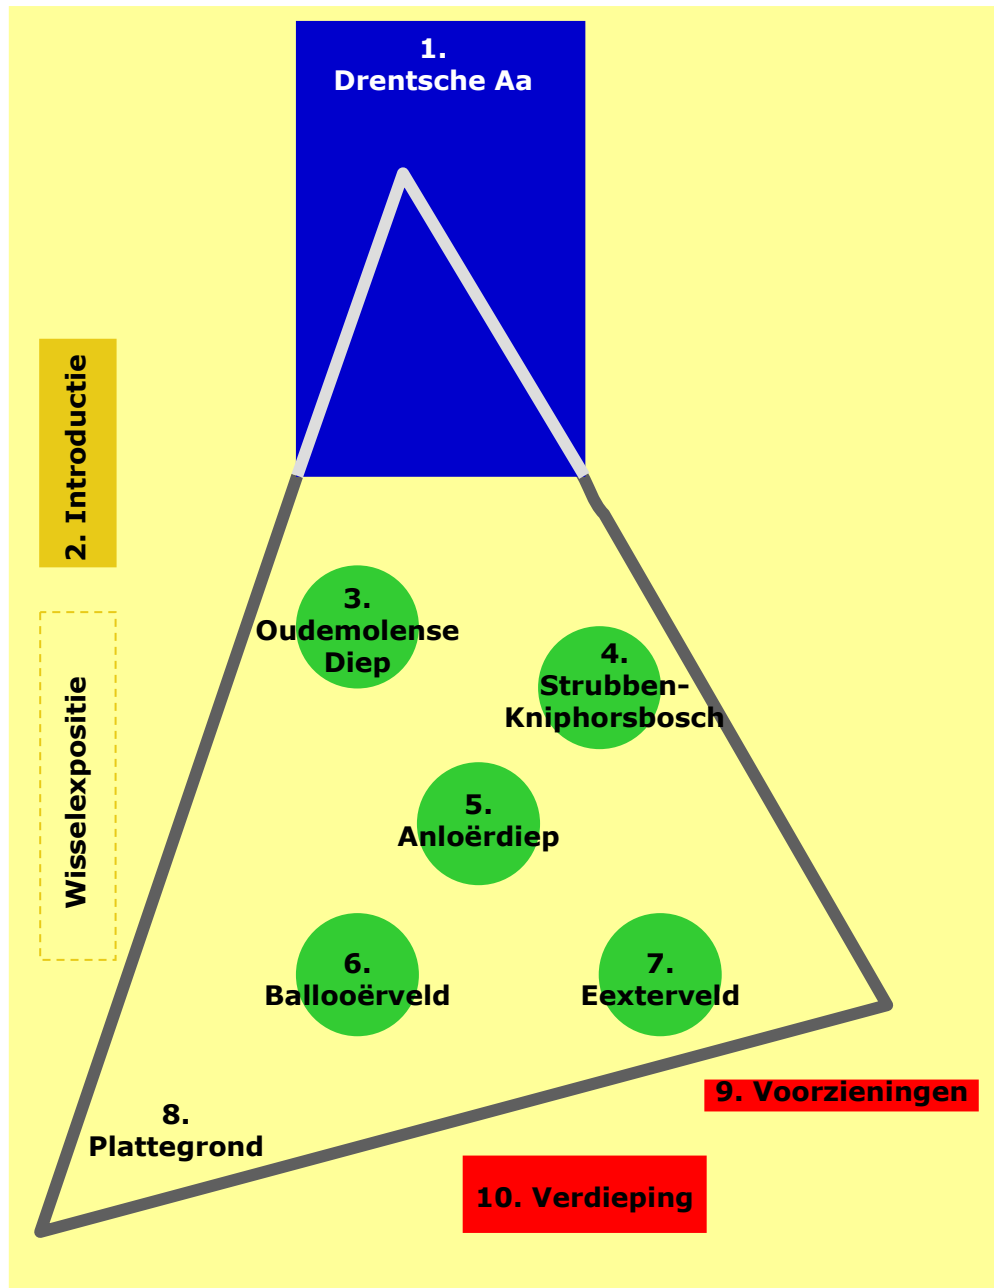 1.
Drentsche Aa
2. Introductie
Wisselexpositie
3.
Oudemolense
Diep
4.
Strubben-
Kniphorsbosch
5.
Anloërdiep
6.
Ballooërveld
7.
Eexterveld
8.
Plattegrond
9. Voorzieningen
10. Verdieping